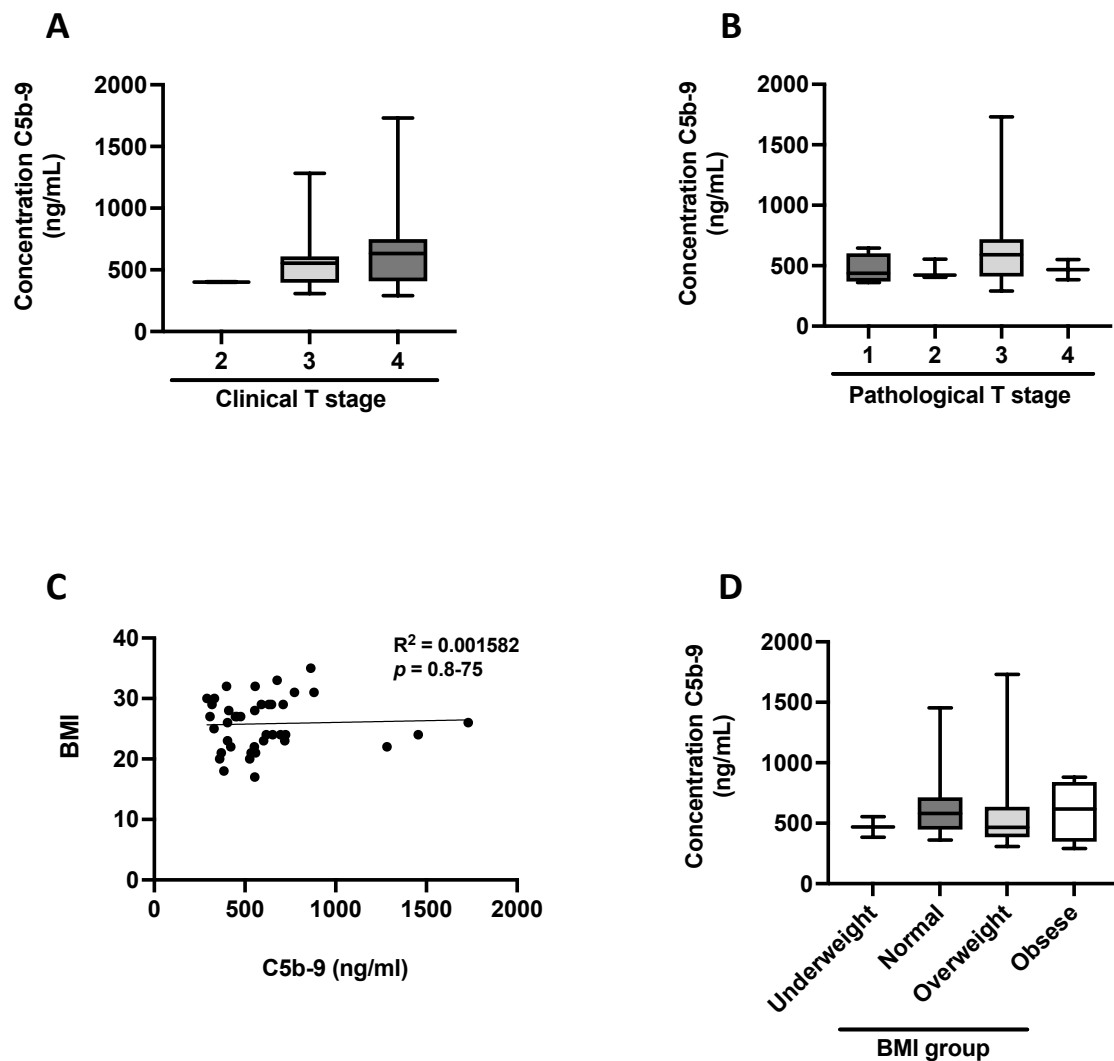 A
Concentration C5b-9
(ng/mL)
2000
1500
1000
500
0
2 3 4
Clinical T stage
B
Concentration C5b-9
(ng/mL)
2000
1500
1000
500
0
1 2 3 4
Pathological T stage
C
BMI
40
30
20
10
0
R² = 0.001582
p = 0.8-75
0 500 1000 1500 2000
C5b-9 (ng/ml)
D
Concentration C5b-9
(ng/mL)
2000
1500
1000
500
0
Underweight
Normal
Overweight
Obsese
BMI group